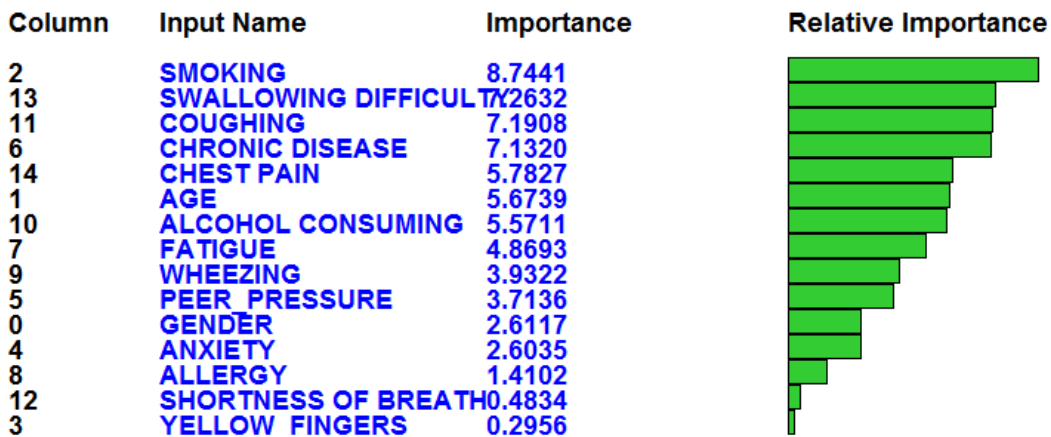 Column Input Name Importance Relative Importance
2 SMOKING 8.7441
13 SWALLOWING DIFFICULTY 7.2632
11 COUGHING 7.1908
6 CHRONIC DISEASE 7.1320
14 CHEST PAIN 5.7827
1 AGE 5.6739
10 ALCOHOL CONSUMING 5.5711
7 FATIGUE 4.8693
9 WHEEZING 3.9322
5 PEER_PRESSURE 3.7136
0 GENDER 2.6117
4 ANXIETY 2.6035
8 ALLERGY 1.4102
12 SHORTNESS OF BREATH 0.4834
3 YELLOW_FINGERS 0.2956